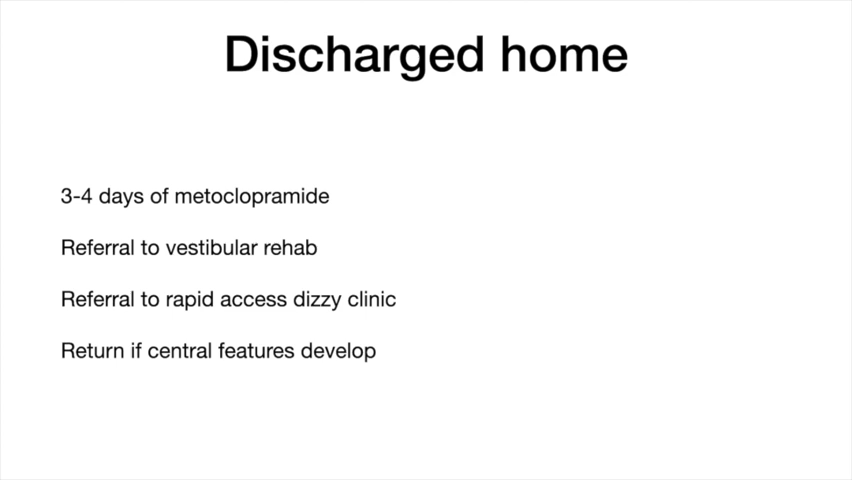 Discharged home
3-4 days of metoclopramide
Referral to vestibular rehab
Referral to rapid access dizzy clinic
Return if central features develop